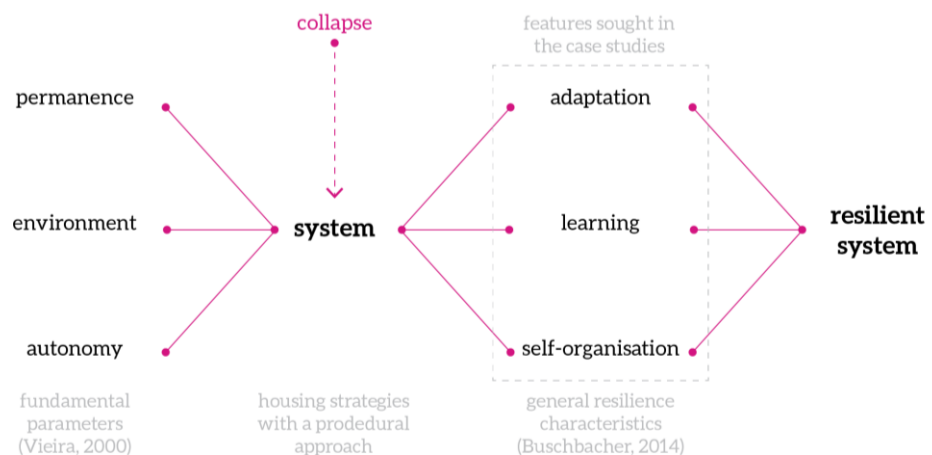 collapse
features sought in
the case studies
permanence
adaptation
environment
system
learning
resilient
system
autonomy
self-organisation
fundamental
parameters
(Vieira, 2000)
housing strategies
with a prodedural
approach
general resilience
characteristics
(Buschbacher, 2014)